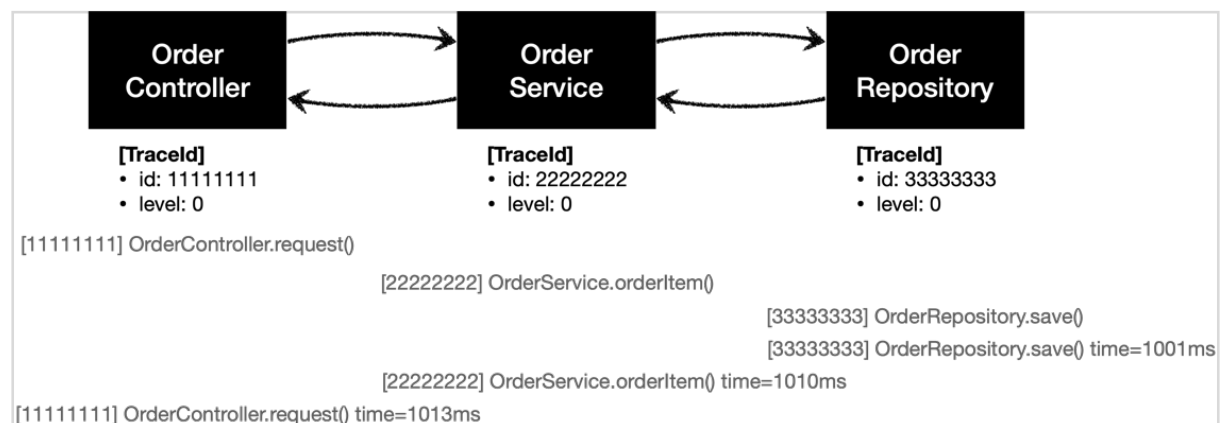 Order
Controller
Order
Service
Order
Repository
[TraceId]
• id: 11111111
• level: 0
[TraceId]
• id: 22222222
• level: 0
[TraceId]
• id: 33333333
• level: 0
[11111111] OrderController.request()
[22222222] OrderService.orderItem()
[33333333] OrderRepository.save()
[33333333] OrderRepository.save() time=1001ms
[22222222] OrderService.orderItem() time=1010ms
[11111111] OrderController.request() time=1013ms